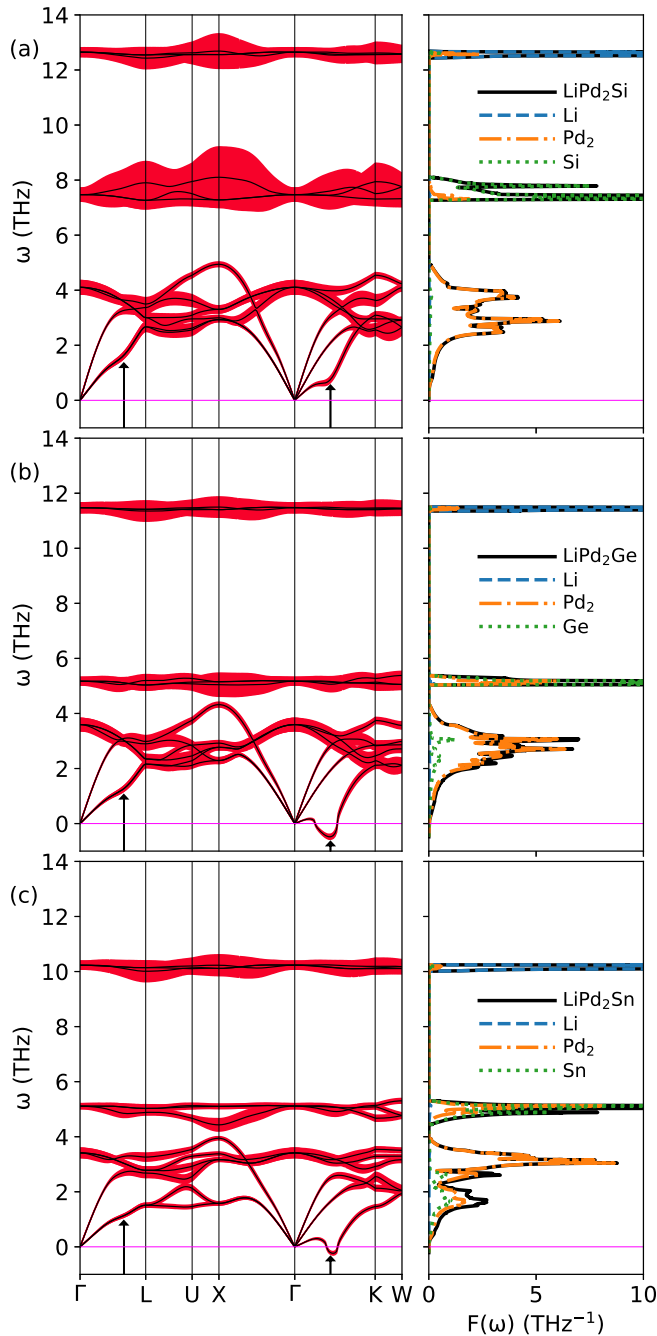 (a)
14
12
10
8
6
4
2
0
ω (THz)
LiPd₂Si
Li
Pd₂
Si
(b)
14
12
10
8
6
4
2
0
ω (THz)
LiPd₂Ge
Li
Pd₂
Ge
(c)
14
12
10
8
6
4
2
0
ω (THz)
LiPd₂Sn
Li
Pd₂
Sn
Γ L U X Γ K W
0 5 10
F(ω) (THz⁻¹)